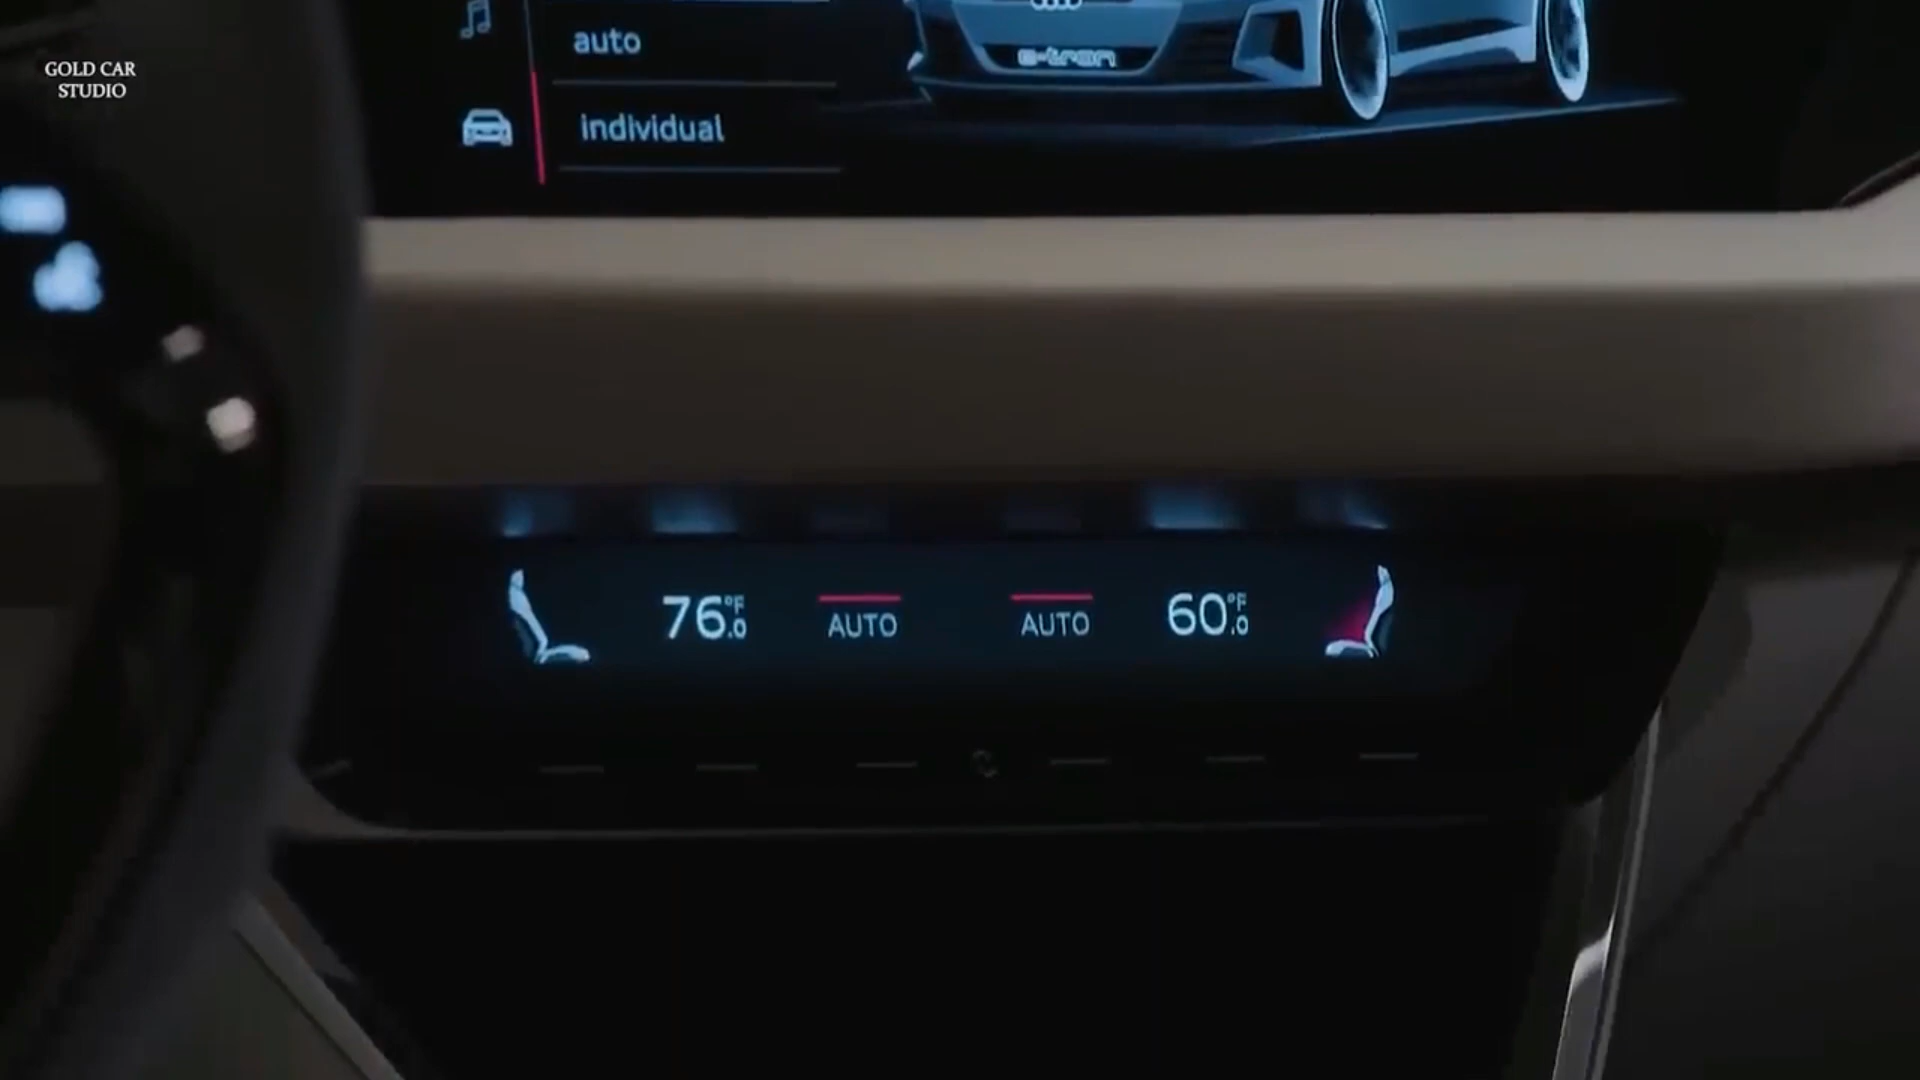 GOLD CAR
STUDIO
auto
e-tron
individual
76.0°F
AUTO
AUTO
60.0°F